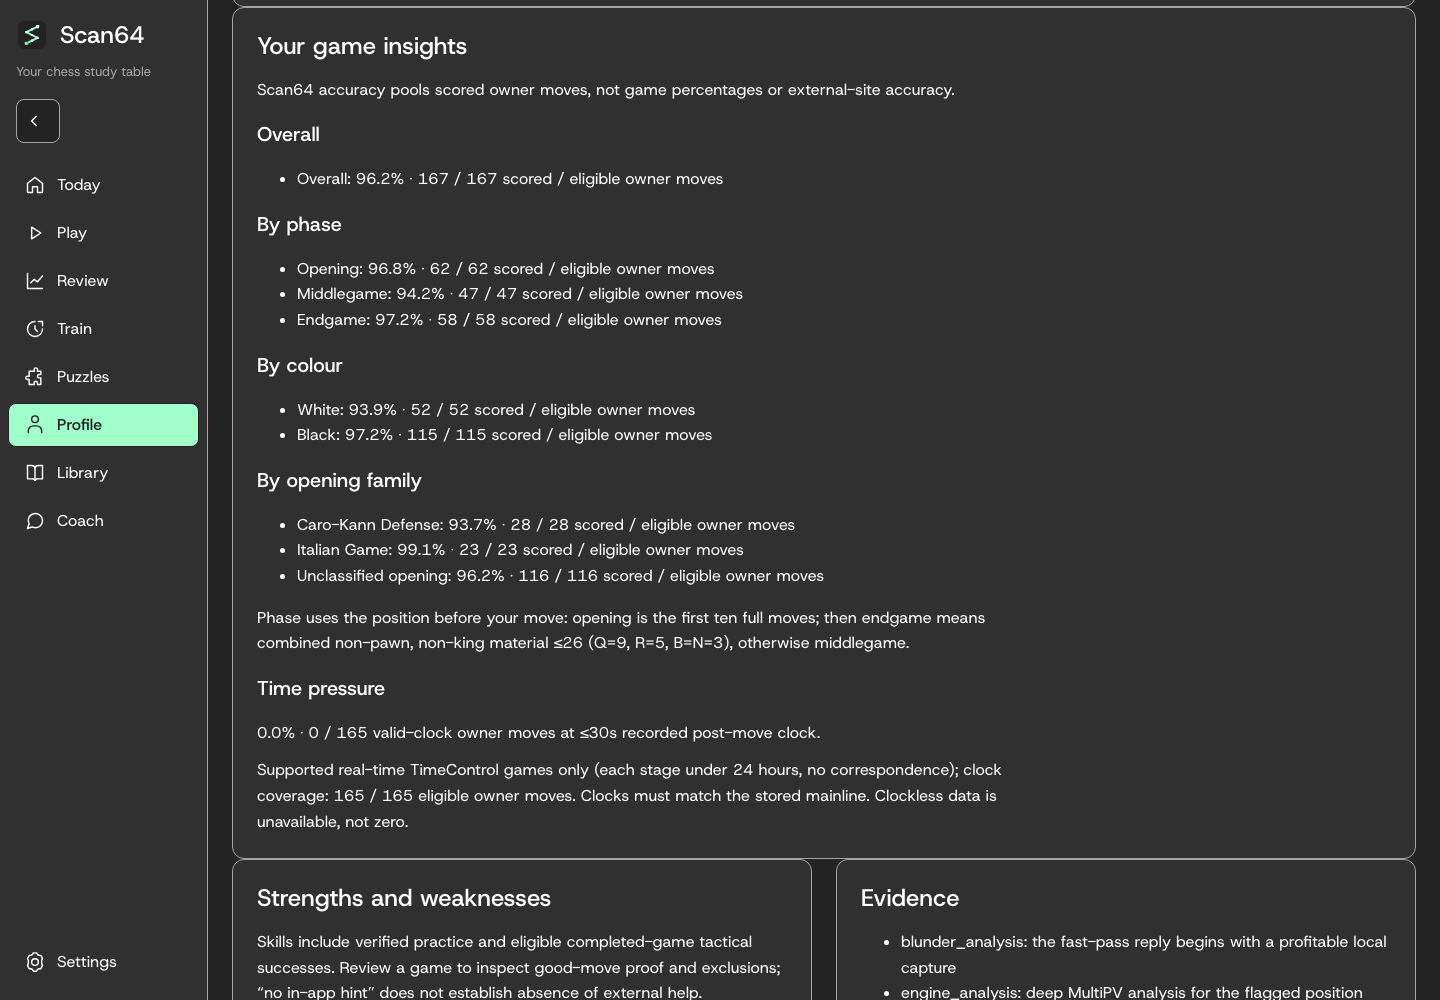 Scan64
Your chess study table
Today
Play
Review
Train
Puzzles
Profile
Library
Coach
Settings
Your game insights
Scan64 accuracy pools scored owner moves, not game percentages or external-site accuracy.
Overall
• Overall: 96.2% · 167 / 167 scored / eligible owner moves
By phase
• Opening: 96.8% · 62 / 62 scored / eligible owner moves
• Middlegame: 94.2% · 47 / 47 scored / eligible owner moves
• Endgame: 97.2% · 58 / 58 scored / eligible owner moves
By colour
• White: 93.9% · 52 / 52 scored / eligible owner moves
• Black: 97.2% · 115 / 115 scored / eligible owner moves
By opening family
• Caro-Kann Defense: 93.7% · 28 / 28 scored / eligible owner moves
• Italian Game: 99.1% · 23 / 23 scored / eligible owner moves
• Unclassified opening: 96.2% · 116 / 116 scored / eligible owner moves
Phase uses the position before your move: opening is the first ten full moves; then endgame means
combined non-pawn, non-king material ≤26 (Q=9, R=5, B=N=3), otherwise middlegame.
Time pressure
0.0% · 0 / 165 valid-clock owner moves at ≤30s recorded post-move clock.
Supported real-time TimeControl games only (each stage under 24 hours, no correspondence); clock
coverage: 165 / 165 eligible owner moves. Clocks must match the stored mainline. Clockless data is
unavailable, not zero.
Strengths and weaknesses
Skills include verified practice and eligible completed-game tactical
successes. Review a game to inspect good-move proof and exclusions;
“no in-app hint” does not establish absence of external help.
Evidence
• blunder_analysis: the fast-pass reply begins with a profitable local
capture
• engine_analysis: deep MultiPV analysis for the flagged position